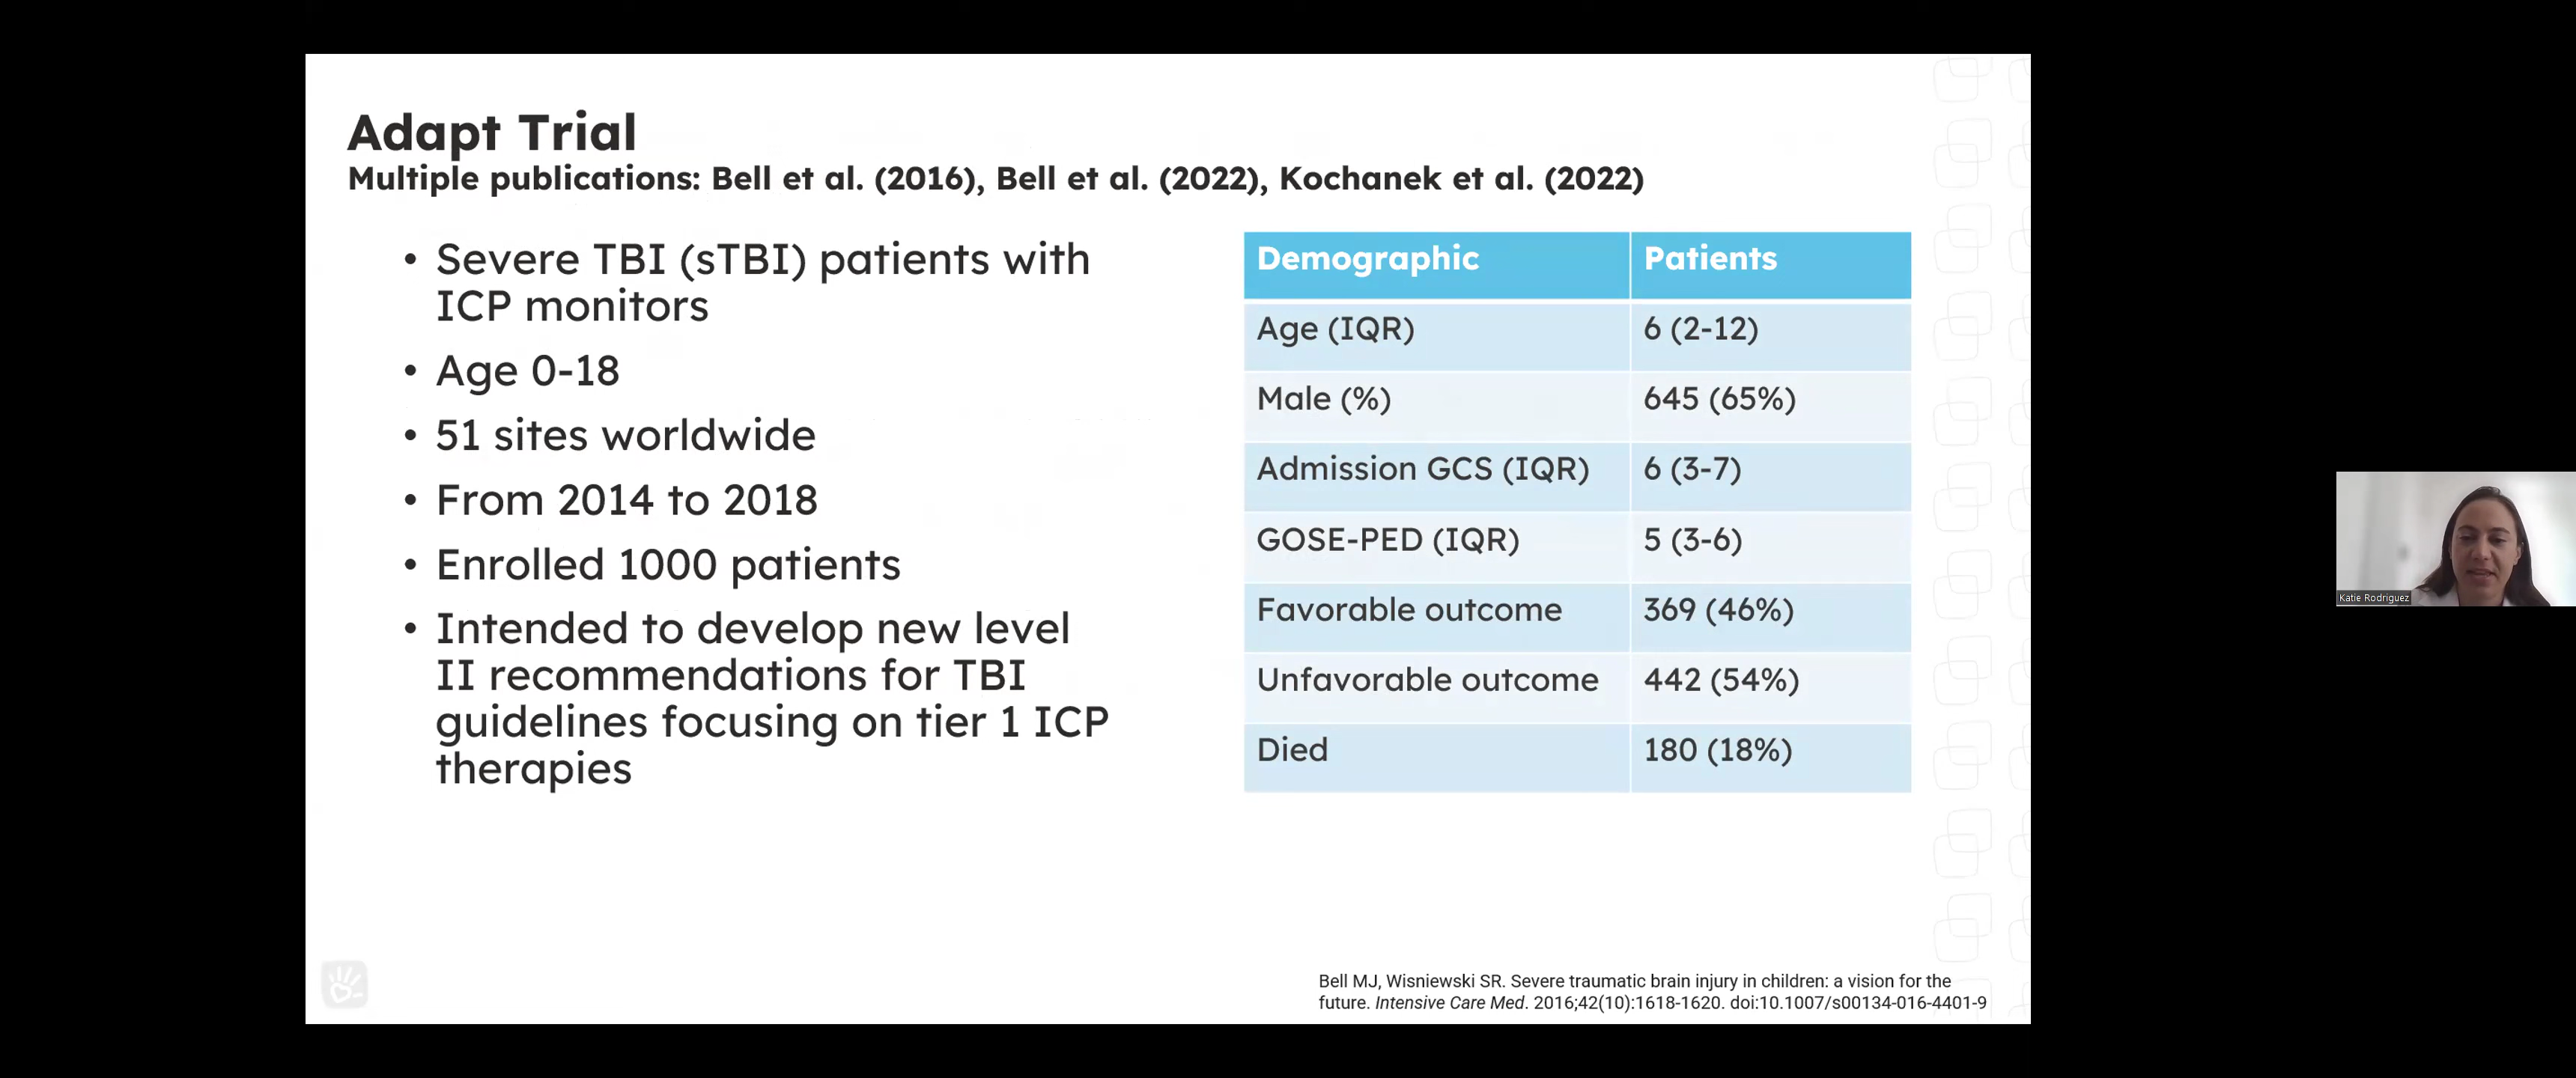 Adapt Trial
Multiple publications: Bell et al. (2016), Bell et al. (2022), Kochanek et al. (2022)
• Severe TBI (sTBI) patients with
ICP monitors
• Age 0-18
• 51 sites worldwide
• From 2014 to 2018
• Enrolled 1000 patients
• Intended to develop new level
II recommendations for TBI
guidelines focusing on tier 1 ICP
therapies
Demographic Patients
Age (IQR) 6 (2-12)
Male (%) 645 (65%)
Admission GCS (IQR) 6 (3-7)
GOSE-PED (IQR) 5 (3-6)
Favorable outcome 369 (46%)
Unfavorable outcome 442 (54%)
Died 180 (18%)
Bell MJ, Wisniewski SR. Severe traumatic brain injury in children: a vision for the
future. Intensive Care Med. 2016;42(10):1618-1620. doi:10.1007/s00134-016-4401-9
Katie Rodriguez